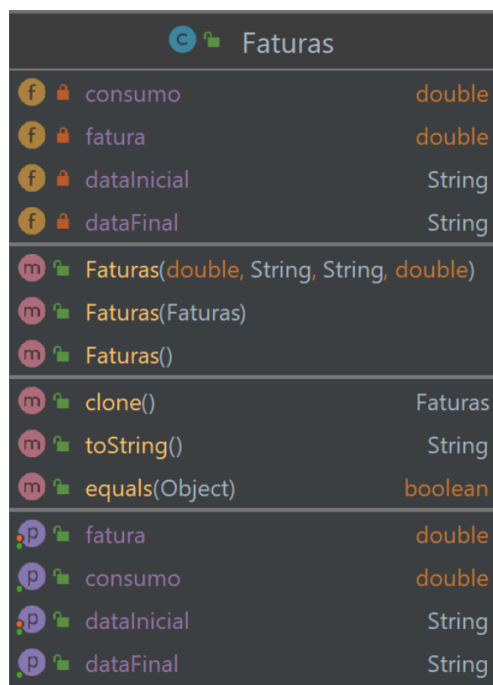 C Faturas
f consumo double
f fatura double
f dataInicial String
f dataFinal String
m Faturas(double, String, String, double)
m Faturas(Faturas)
m Faturas()
m clone() Faturas
m toString() String
m equals(Object) boolean
p fatura double
p consumo double
p dataInicial String
p dataFinal String